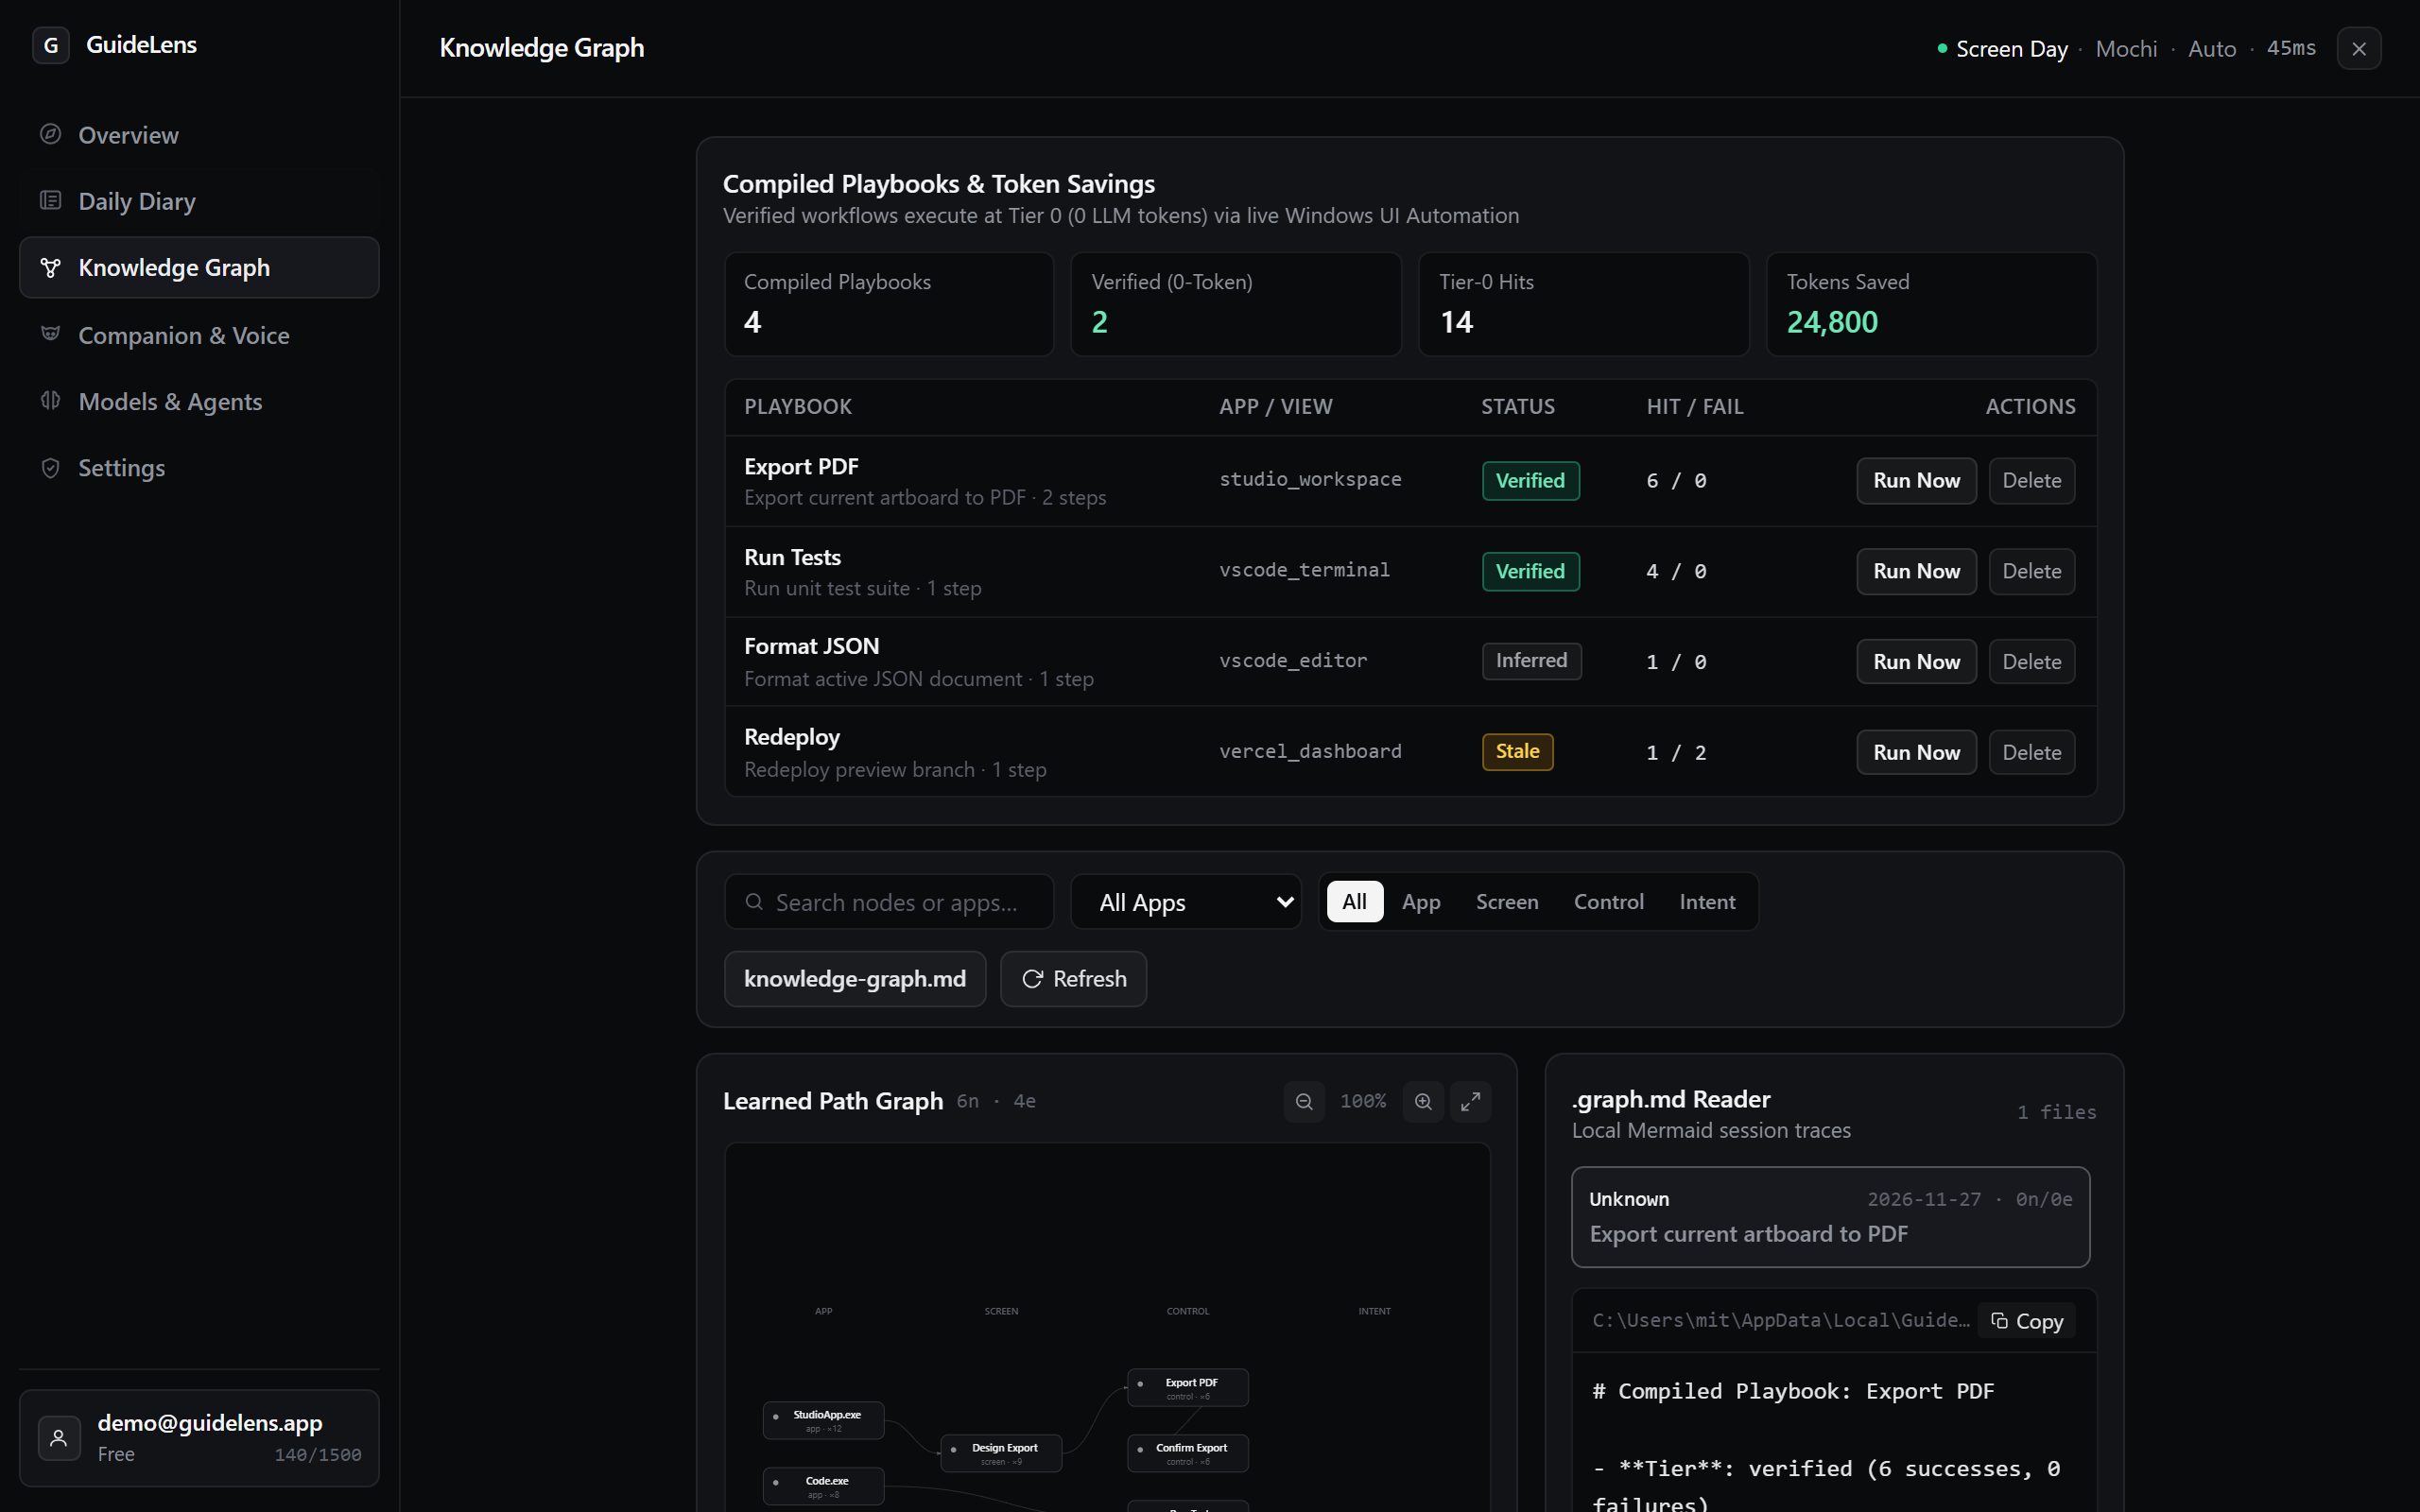 G GuideLens
Overview
Daily Diary
Knowledge Graph
Companion & Voice
Models & Agents
Settings
demo@guidelens.app
Free 140/1500
Knowledge Graph
Screen Day · Mochi · Auto · 45ms
Compiled Playbooks & Token Savings
Verified workflows execute at Tier 0 (0 LLM tokens) via live Windows UI Automation
Compiled Playbooks
4
Verified (0-Token)
2
Tier-0 Hits
14
Tokens Saved
24,800
PLAYBOOK APP / VIEW STATUS HIT / FAIL ACTIONS
Export PDF
Export current artboard to PDF · 2 steps
studio_workspace Verified 6 / 0 Run Now Delete
Run Tests
Run unit test suite · 1 step
vscode_terminal Verified 4 / 0 Run Now Delete
Format JSON
Format active JSON document · 1 step
vscode_editor Inferred 1 / 0 Run Now Delete
Redeploy
Redeploy preview branch · 1 step
vercel_dashboard Stale 1 / 2 Run Now Delete
Search nodes or apps...
All Apps
All App Screen Control Intent
knowledge-graph.md Refresh
Learned Path Graph 6n · 4e
100%
APP SCREEN CONTROL INTENT
Export PDF
control · ×6
StudioApp.exe
app · ×12
Design Export
screen · ×9
Confirm Export
control · ×6
Code.exe
app · ×8
.graph.md Reader
Local Mermaid session traces
1 files
Unknown 2026-11-27 · 0n/0e
Export current artboard to PDF
C:\Users\mit\AppData\Local\Guide… Copy
# Compiled Playbook: Export PDF
- **Tier**: verified (6 successes, 0
failures)